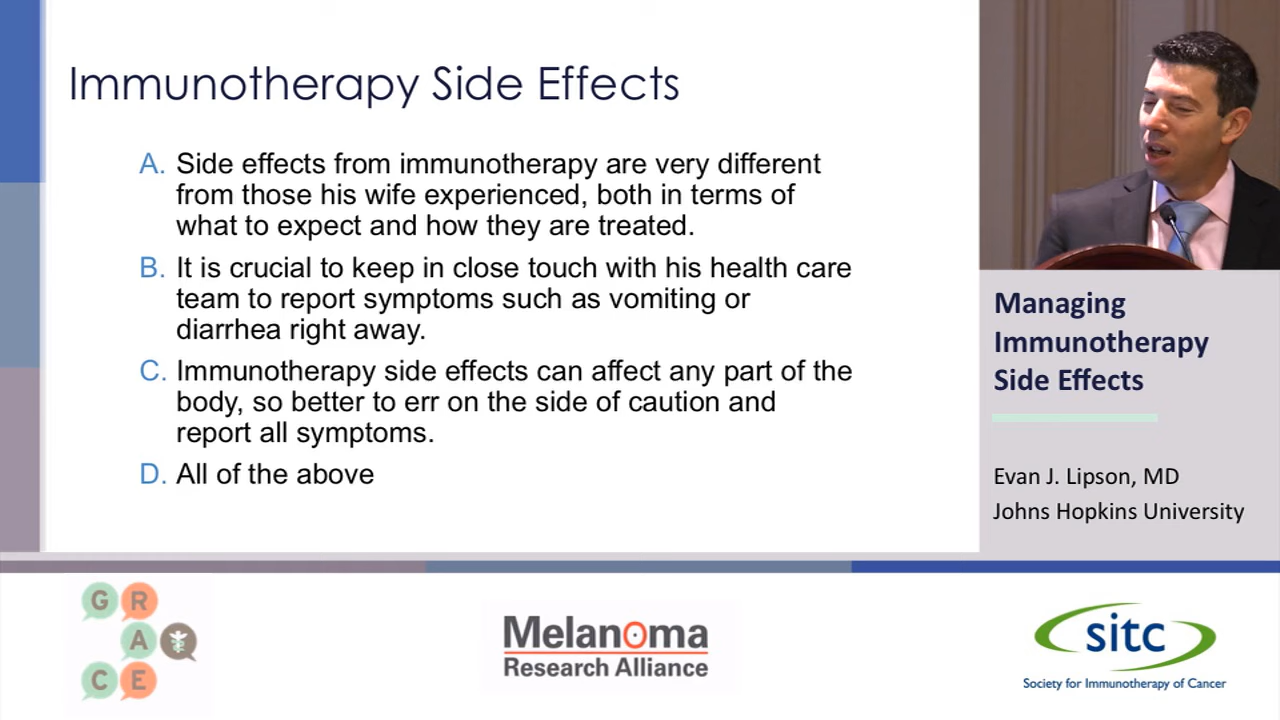 Immunotherapy Side Effects
A. Side effects from immunotherapy are very different
from those his wife experienced, both in terms of
what to expect and how they are treated.
B. It is crucial to keep in close touch with his health care
team to report symptoms such as vomiting or
diarrhea right away.
C. Immunotherapy side effects can affect any part of the
body, so better to err on the side of caution and
report all symptoms.
D. All of the above
Managing
Immunotherapy
Side Effects
Evan J. Lipson, MD
Johns Hopkins University
G R
A
C E
Melanoma
Research Alliance
sitc
Society for Immunotherapy of Cancer